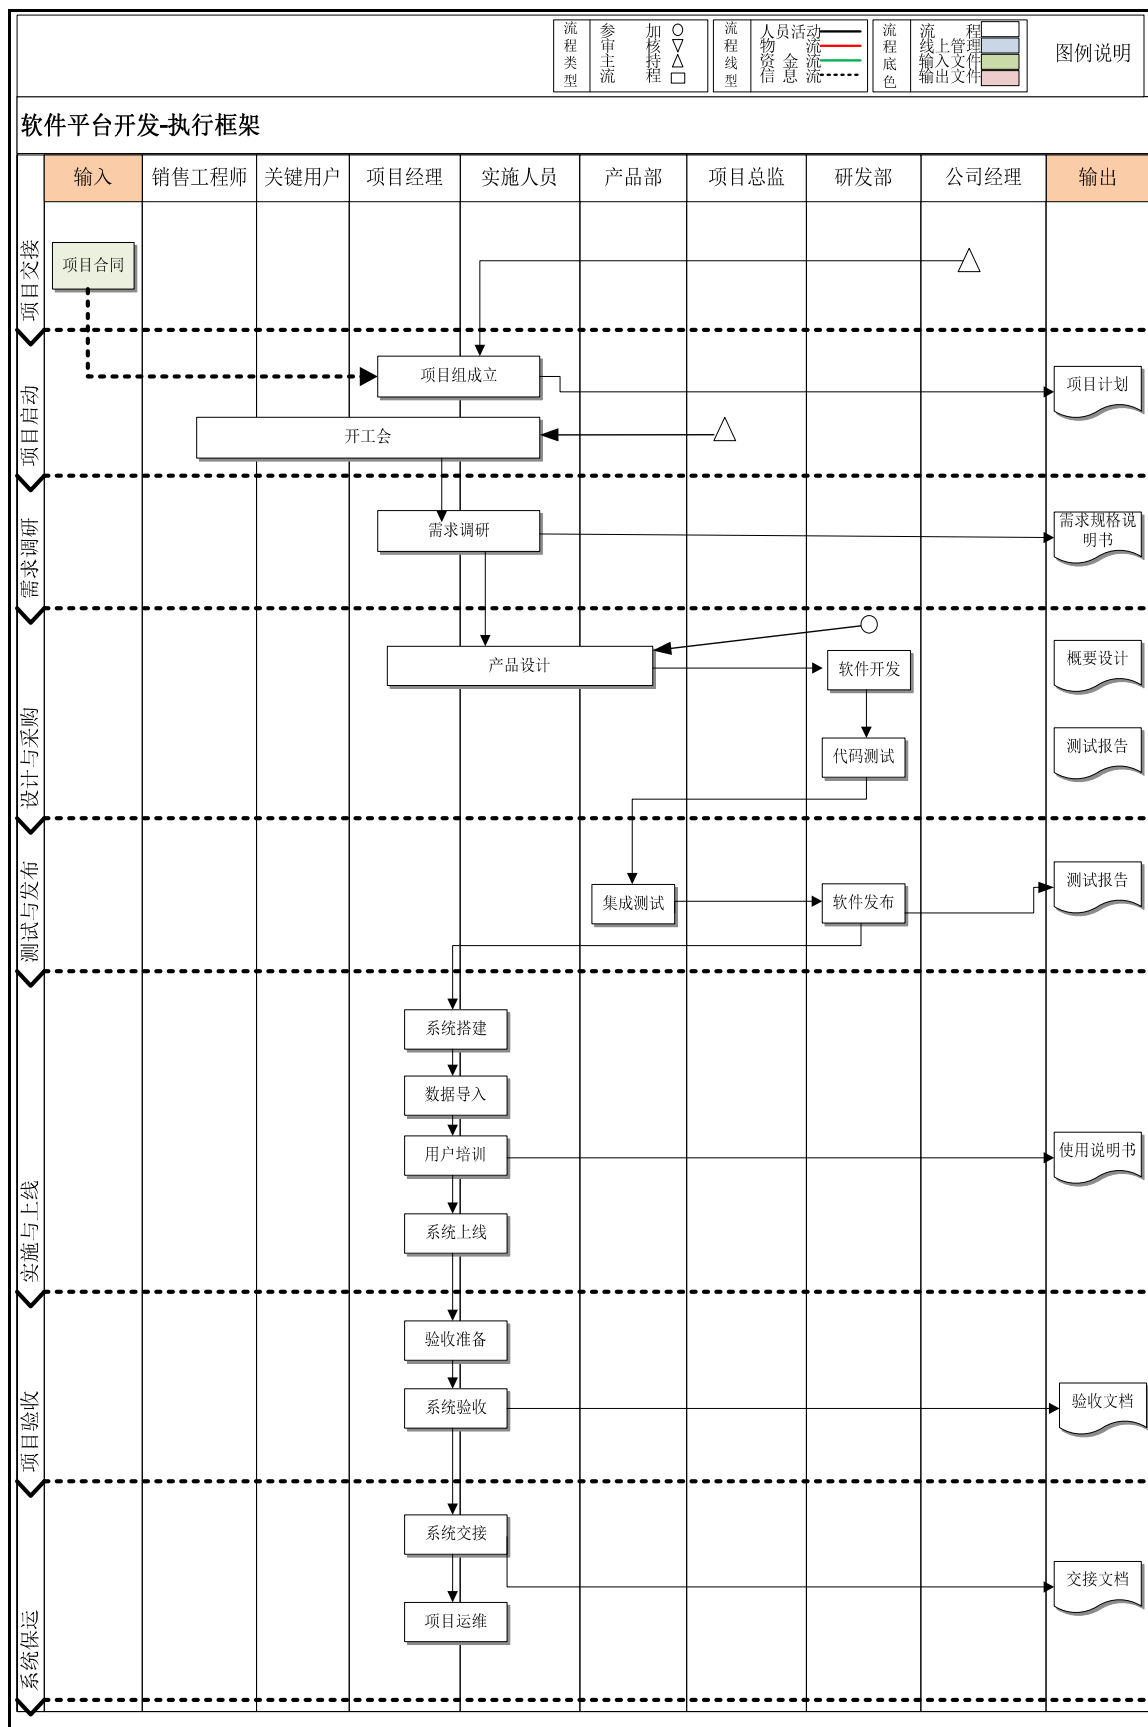 流程类型
参 加
审 核
主 持
流 程
流程线型
人员活动
物 流
资 金 流
信 息 流
流程底色
流 程
线上管理
输入文件
输出文件
图例说明
软件平台开发-执行框架
输入
销售工程师
关键用户
项目经理
实施人员
产品部
项目总监
研发部
公司经理
输出
项目交接
项目合同
项目启动
项目组成立
项目计划
开工会
需求调研
需求调研
需求规格说
明书
设计与采购
产品设计
软件开发
概要设计
代码测试
测试报告
测试与发布
集成测试
软件发布
测试报告
实施与上线
系统搭建
数据导入
用户培训
使用说明书
系统上线
项目验收
验收准备
系统验收
验收文档
系统保运
系统交接
交接文档
项目运维